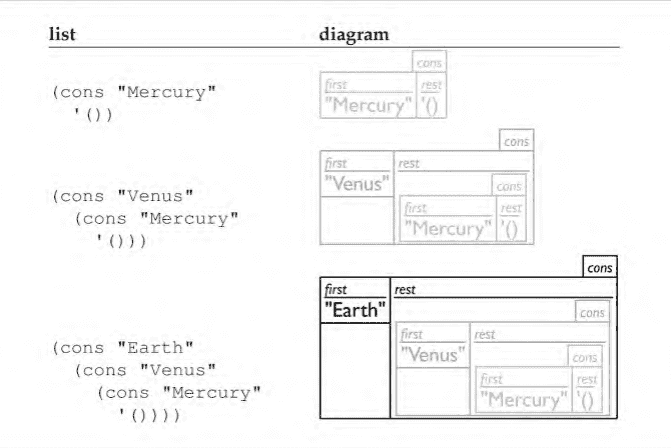 list diagram
(cons "Mercury"
'())
cons
first rest
"Mercury" '()
(cons "Venus"
(cons "Mercury"
'()))
cons
first rest
"Venus"
cons
first rest
"Mercury" '()
(cons "Earth"
(cons "Venus"
(cons "Mercury"
'())))
cons
first rest
"Earth"
cons
first rest
"Venus"
cons
first rest
"Mercury" '()